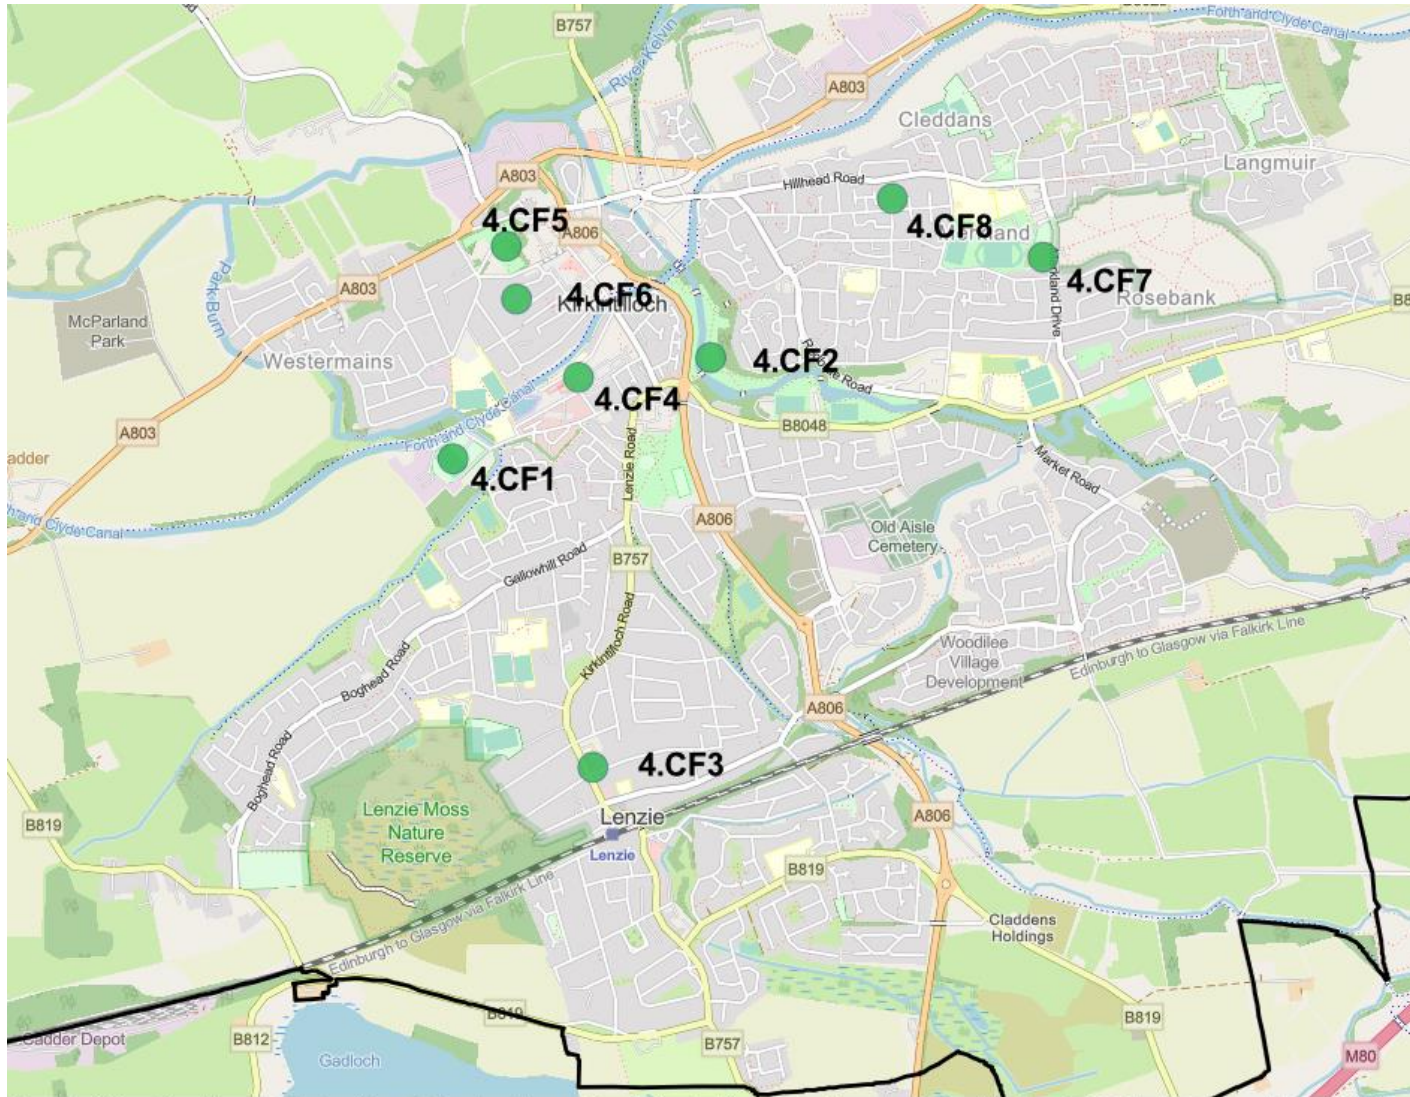 B757
River Kelvin
Forth and Clyde Canal
A803
Cleddans
Langmuir
Hillhead Road
A803
4.CF5
A806
4.CF8
4.CF7
Rosebank
Park Burn
A803
4.CF6
Kirkintilloch
McParland
Park
Westermains
4.CF2
4.CF4
B8048
A803
Forth and Clyde Canal
4.CF1
Lenzie Road
Market Road
and Clyde Canal
A806
Old Aisle
Cemetery
Gallowhill Road
B757
Kirkintilloch Road
Woodilee
Village
Development
Edinburgh to Glasgow via Falkirk Line
Boghead Road
A806
Boghead Road
4.CF3
Lenzie Moss
Nature
Reserve
Lenzie
Lenzie
A806
B819
B819
Claddens
Holdings
Edinburgh to Glasgow via Falkirk Line
Cadder Depot
B812
B819
Gadloch
B757
M80